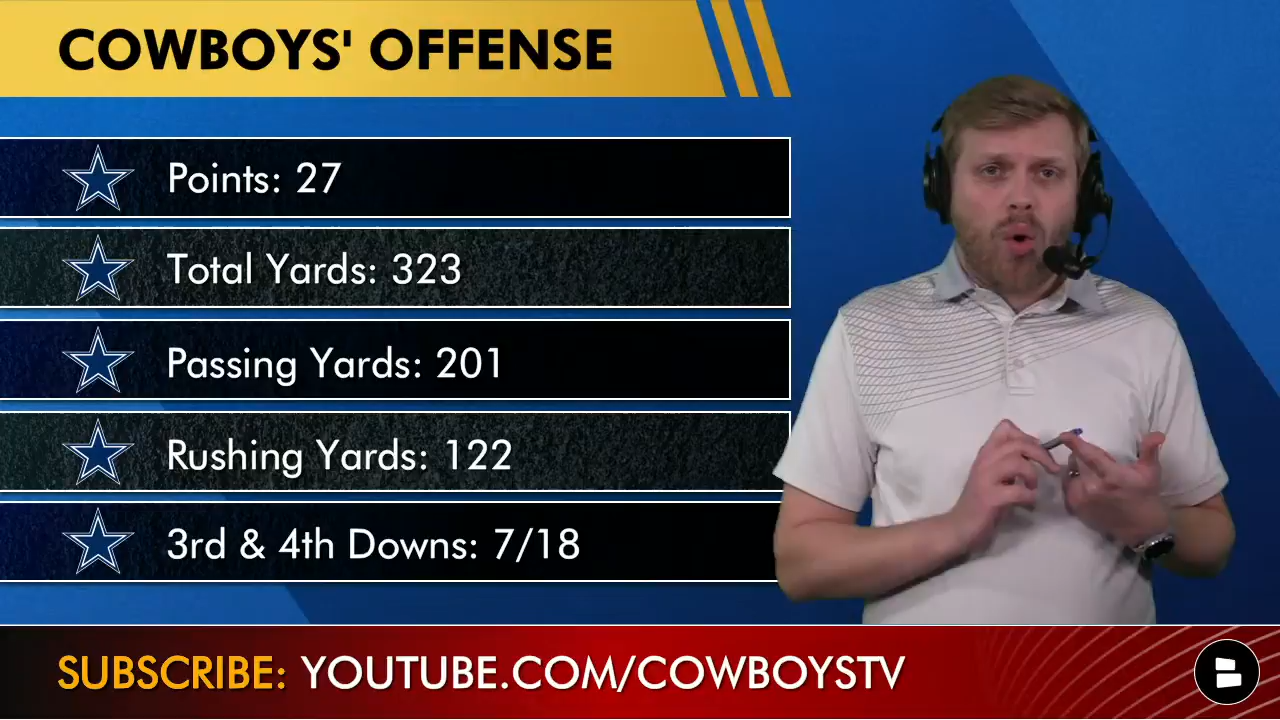 COWBOYS' OFFENSE
Points: 27
Total Yards: 323
Passing Yards: 201
Rushing Yards: 122
3rd & 4th Downs: 7/18
SUBSCRIBE: YOUTUBE.COM/COWBOYSTV